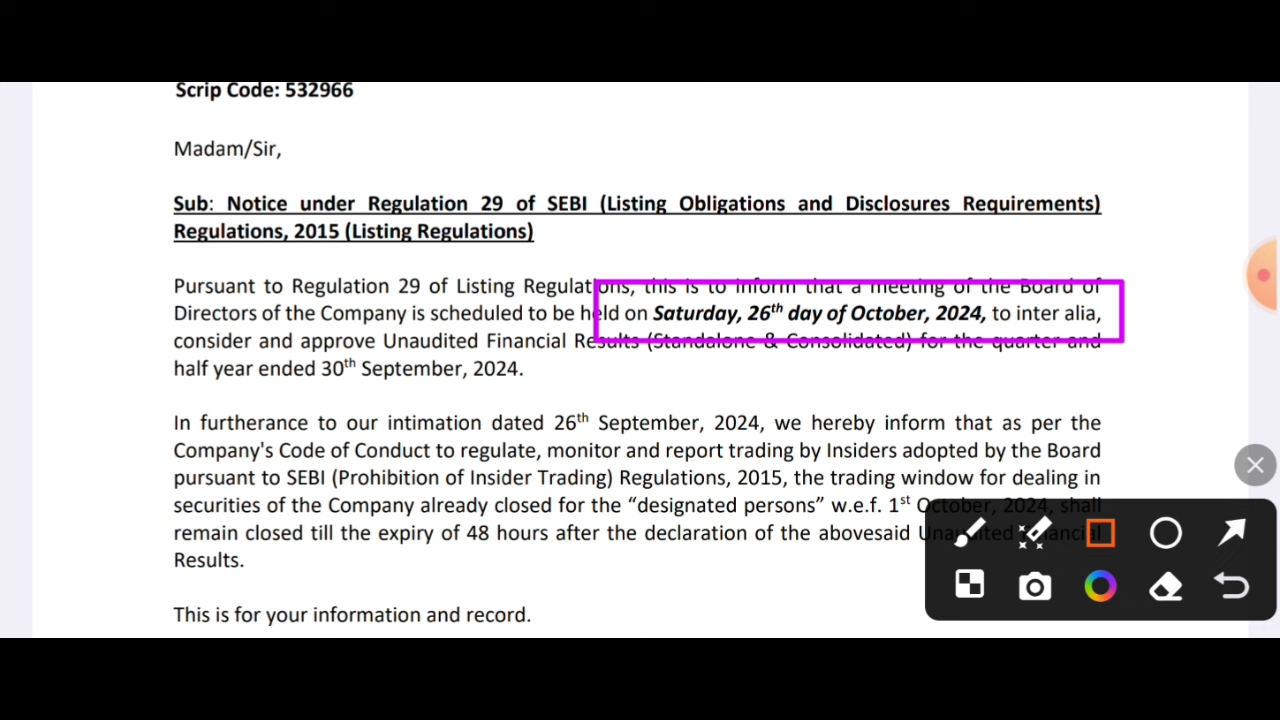 Scrip Code: 532966
Madam/Sir,
Sub: Notice under Regulation 29 of SEBI (Listing Obligations and Disclosures Requirements)
Regulations, 2015 (Listing Regulations)
Pursuant to Regulation 29 of Listing Regulations, this is to inform that a meeting of the Board of
Directors of the Company is scheduled to be held on Saturday, 26th day of October, 2024, to inter alia,
consider and approve Unaudited Financial Results (Standalone & Consolidated) for the quarter and
half year ended 30th September, 2024.
In furtherance to our intimation dated 26th September, 2024, we hereby inform that as per the
Company's Code of Conduct to regulate, monitor and report trading by Insiders adopted by the Board
pursuant to SEBI (Prohibition of Insider Trading) Regulations, 2015, the trading window for dealing in
securities of the Company already closed for the “designated persons” w.e.f. 1st October, 2024, shall
remain closed till the expiry of 48 hours after the declaration of the abovesaid Unaudited Financial
Results.
This is for your information and record.